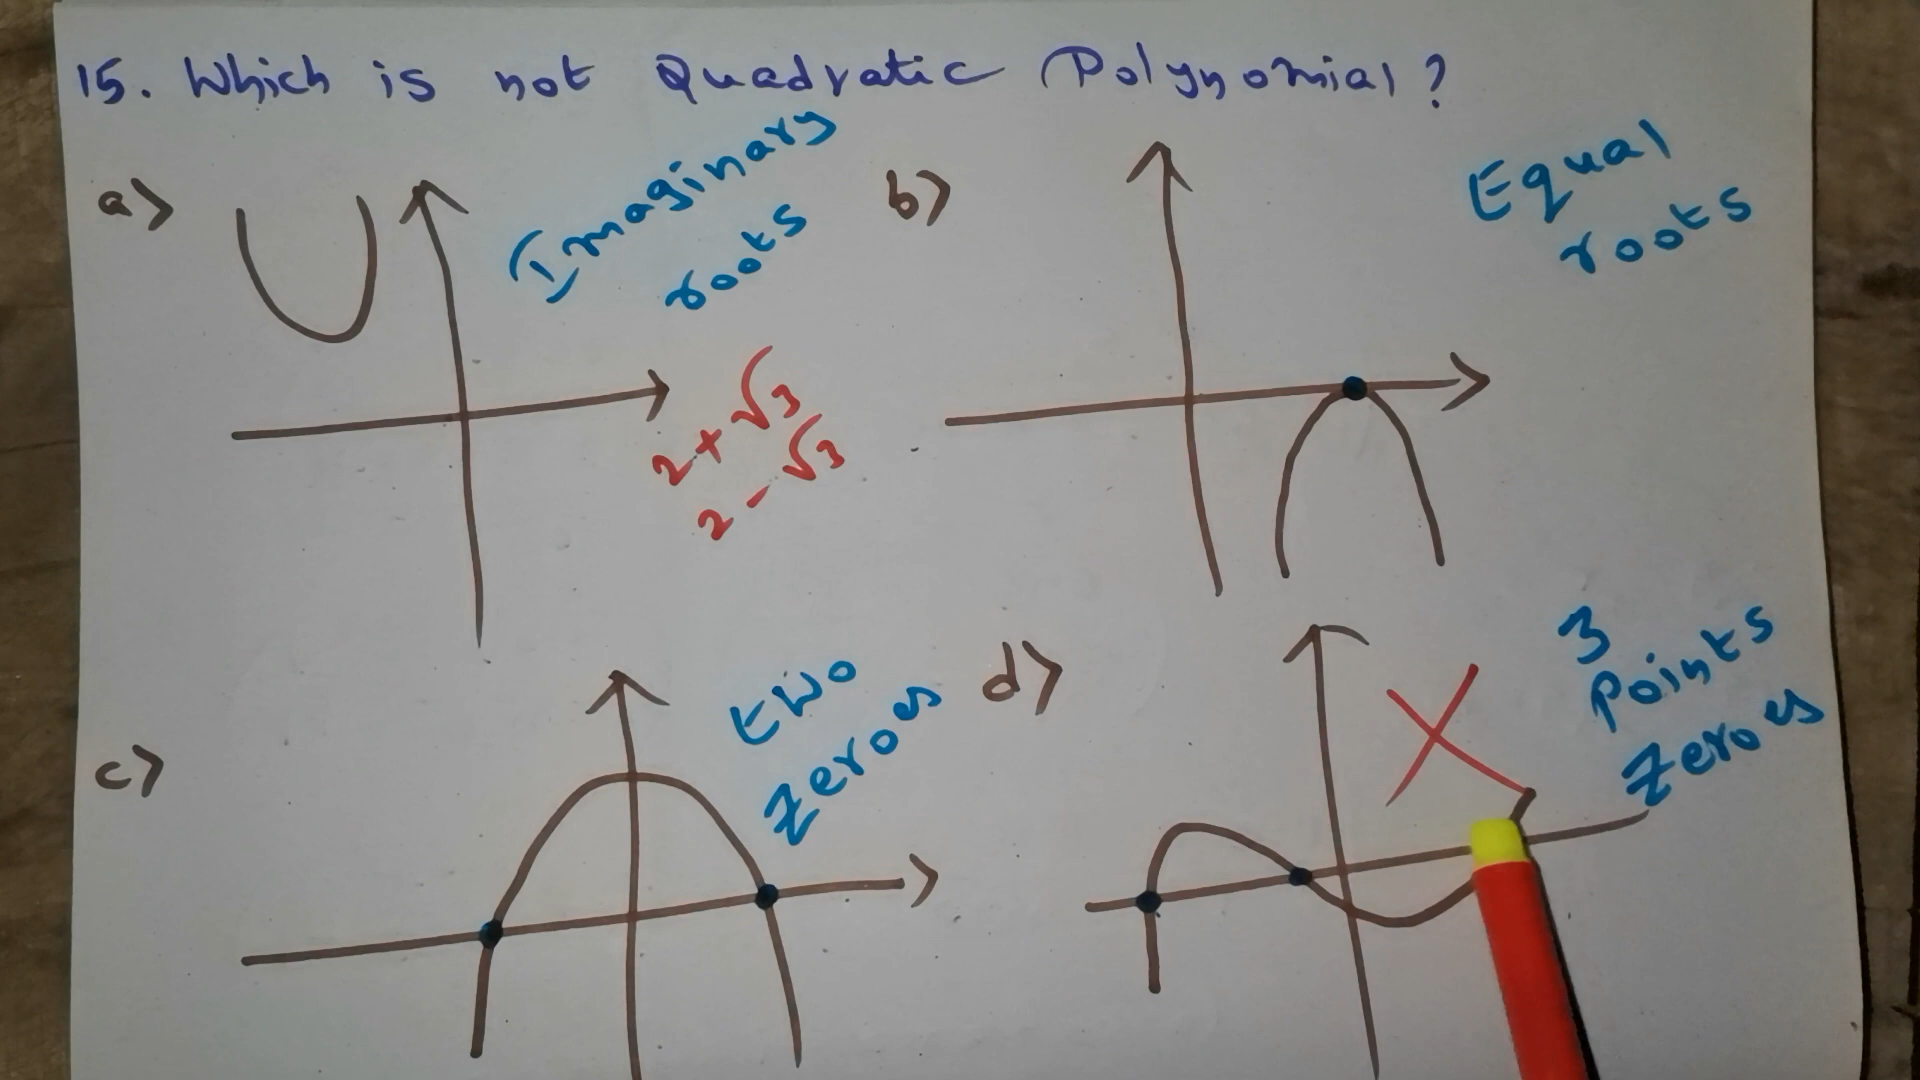 15. Which is not Quadratic Polynomial?
a)
Imaginary
roots
2+√3
2-√3
b)
Equal
roots
c)
two
zeroes
d)
3
Points
Zeroes